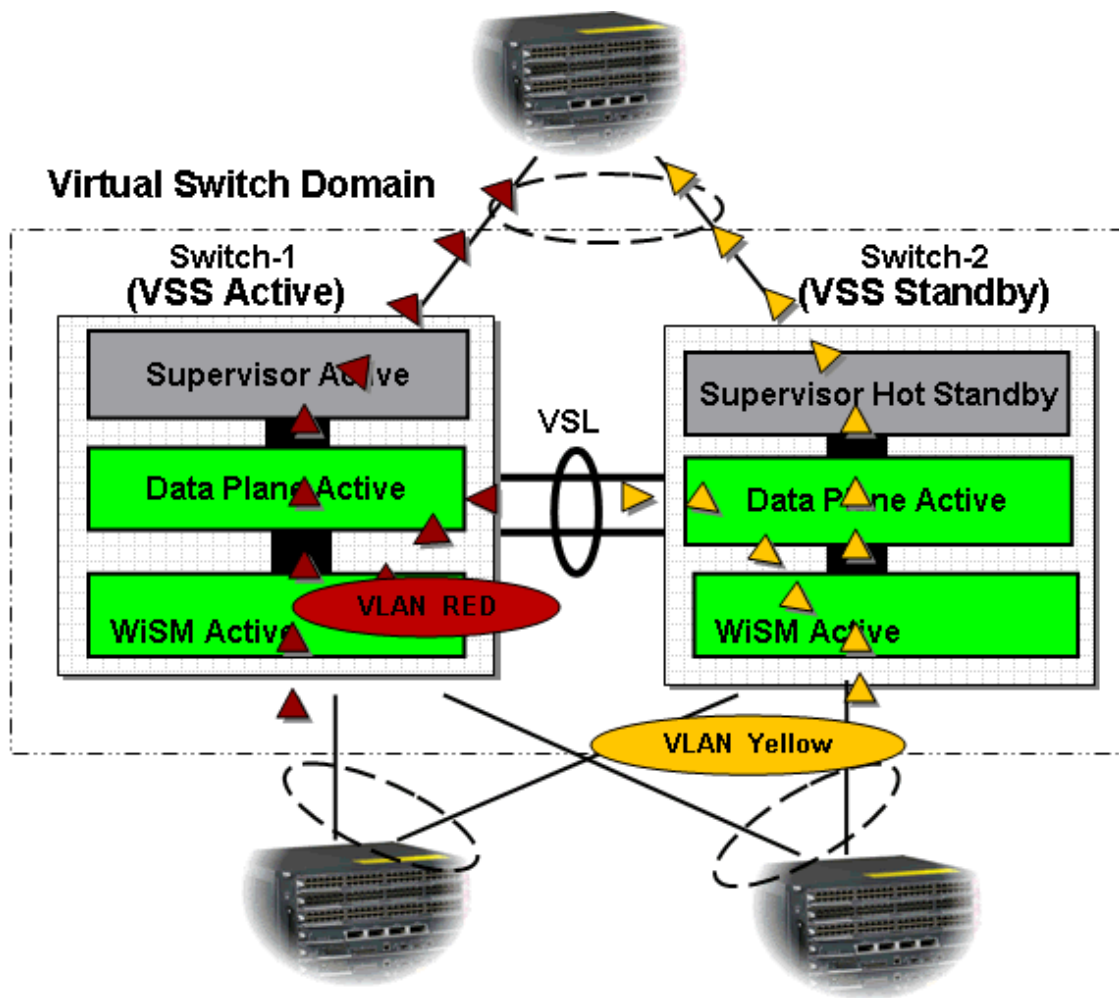 Virtual Switch Domain
Switch-1
(VSS Active)
Switch-2
(VSS Standby)
Supervisor Active
Supervisor Hot Standby
VSL
Data Plane Active
Data Plane Active
VLAN RED
WiSM Active
WiSM Active
VLAN Yellow